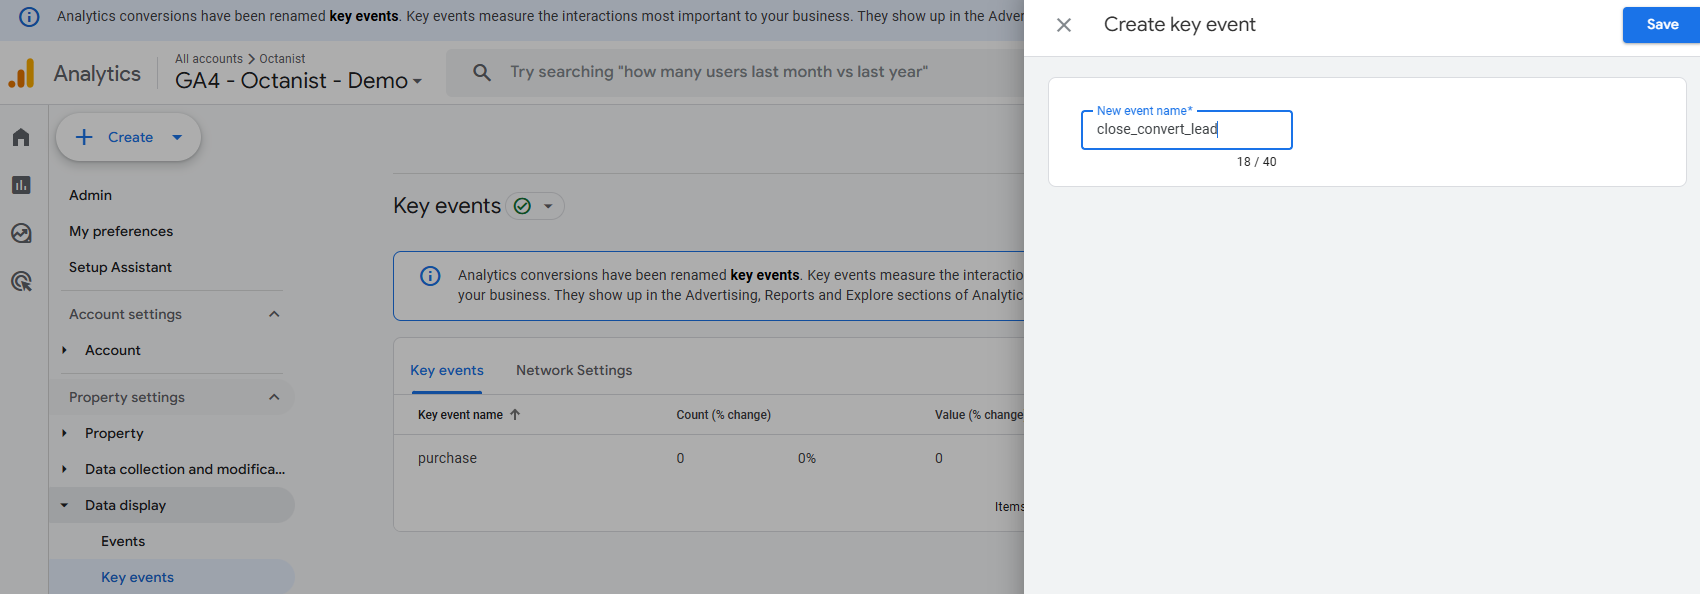 Analytics conversions have been renamed key events. Key events measure the interactions most important to your business. They show up in the Adver
Analytics
All accounts > Octanist
GA4 - Octanist - Demo
Try searching "how many users last month vs last year"
Create
Admin
My preferences
Setup Assistant
Account settings
Account
Property settings
Property
Data collection and modifica...
Data display
Events
Key events
Key events
Analytics conversions have been renamed key events. Key events measure the interactio
your business. They show up in the Advertising, Reports and Explore sections of Analytic
Key events
Network Settings
Key event name
Count (% change)
Value (% change
purchase
0
0%
0
Items
Create key event
Save
New event name*
close_convert_lead
18 / 40